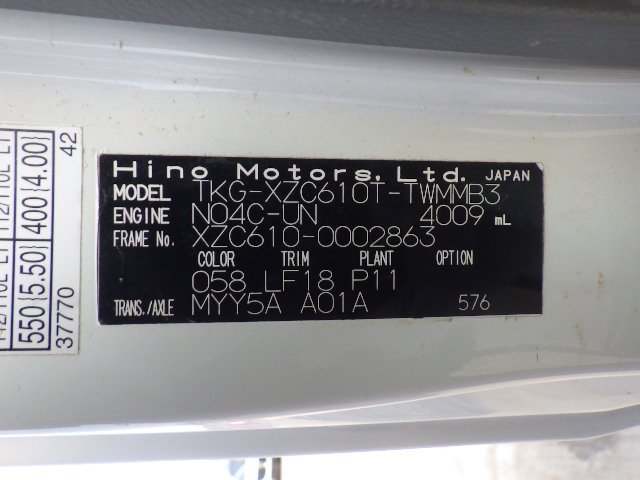 Hino Motors, Ltd. JAPAN
MODEL TKG-XZC610T-TWMMB3
ENGINE N04C-UN 4009 mL
FRAME No. XZC610-0002863
COLOR TRIM PLANT OPTION
058 LF18 P11
TRANS./AXLE MYY5A A01A 576
550(5.50) 400(4.00)
37770 42